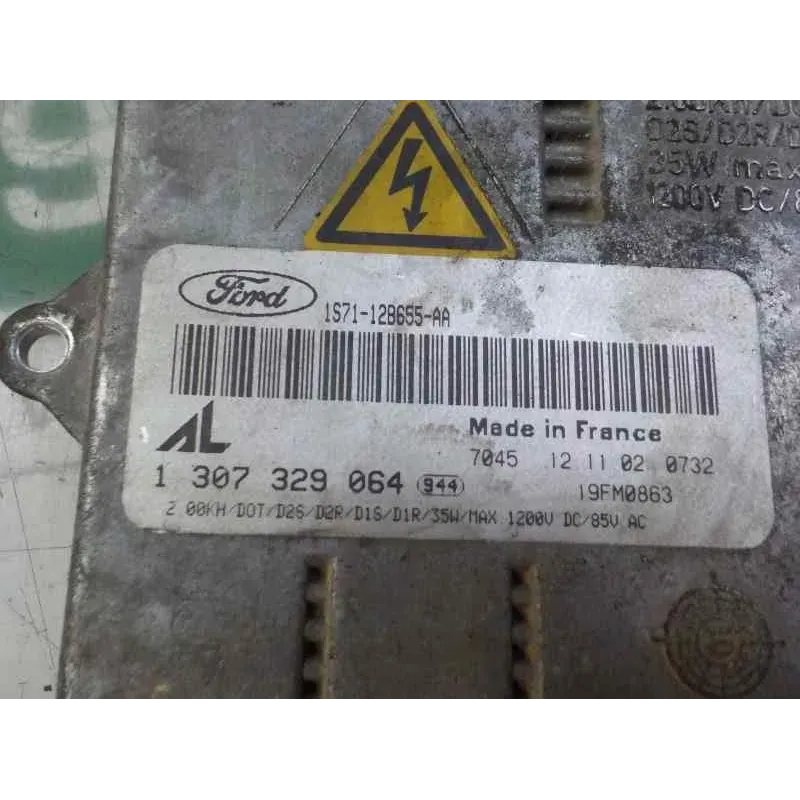 D2S/D2R/D
35W max
1200V DC/8
Ford
1S71-12B655-AA
AL
Made in France
7045 12 11 02 0732
1 307 329 064 944
19FM0863
2 00KH/DOT/D2S/D2R/D1S/D1R/35W/MAX 1200V DC/85V AC